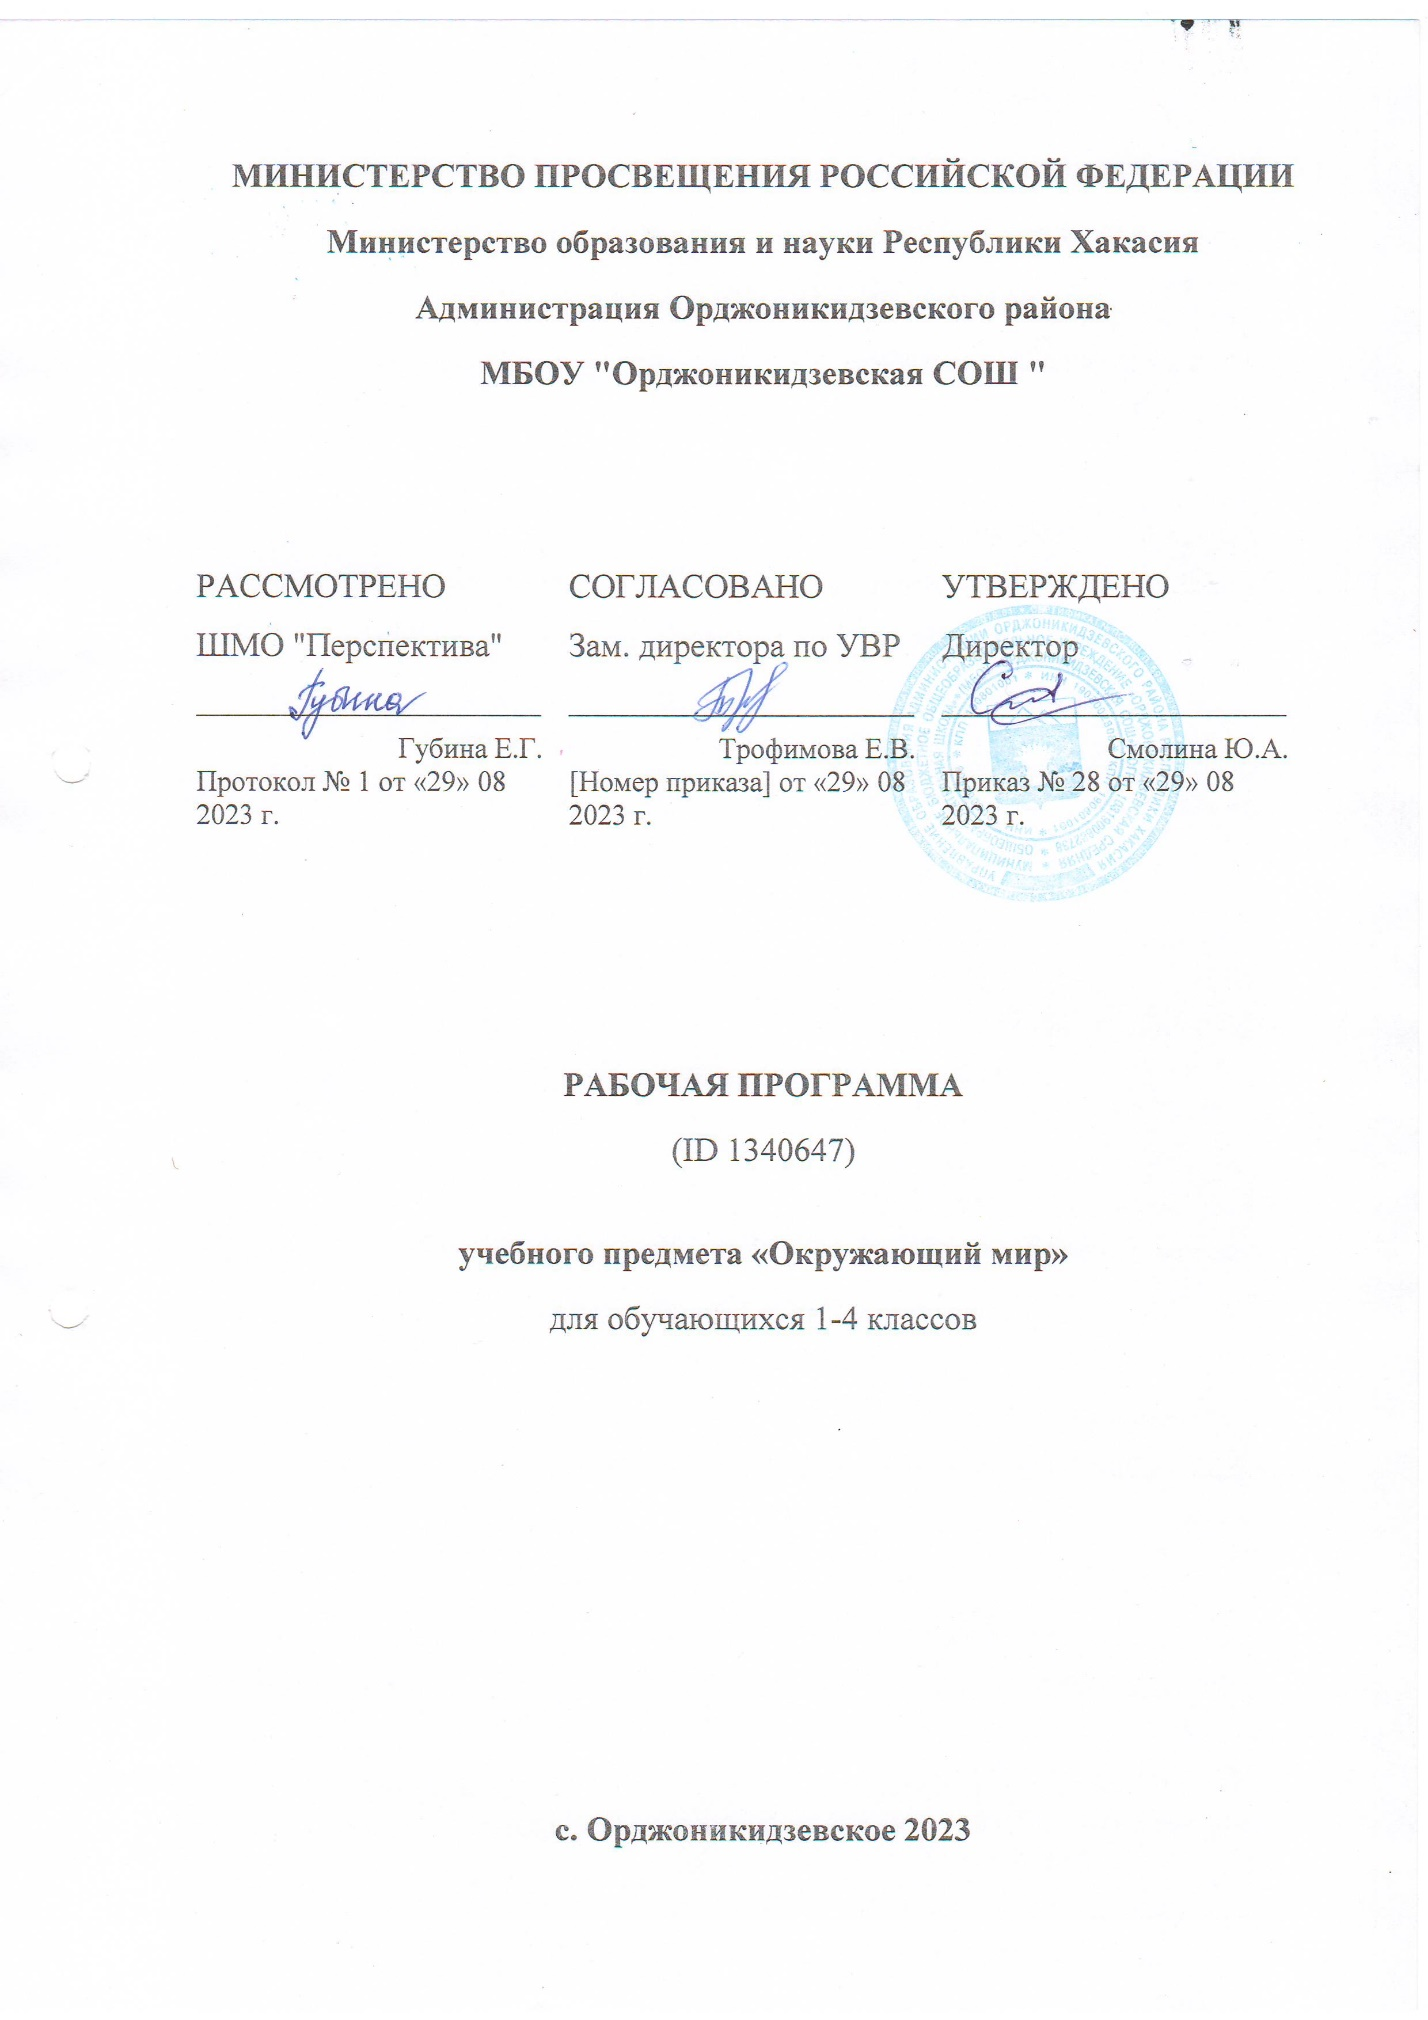 МИНИСТЕРСТВО ПРОСВЕЩЕНИЯ РОССИЙСКОЙ ФЕДЕРАЦИИ
Министерство образования и науки Республики Хакасия
Администрация Орджоникидзевского района
МБОУ "Орджоникидзевская СОШ "
РАССМОТРЕНО
ШМО "Перспектива"
Губина
Губина Е.Г.
Протокол № 1 от «29» 08
2023 г.
СОГЛАСОВАНО
Зам. директора по УВР
Трофимова Е.В.
[Номер приказа] от «29» 08
2023 г.
УТВЕРЖДЕНО
Директор
Смолина Ю.А.
Приказ № 28 от «29» 08
2023 г.
РАБОЧАЯ ПРОГРАММА
(ID 1340647)
учебного предмета «Окружающий мир»
для обучающихся 1-4 классов
с. Орджоникидзевское 2023